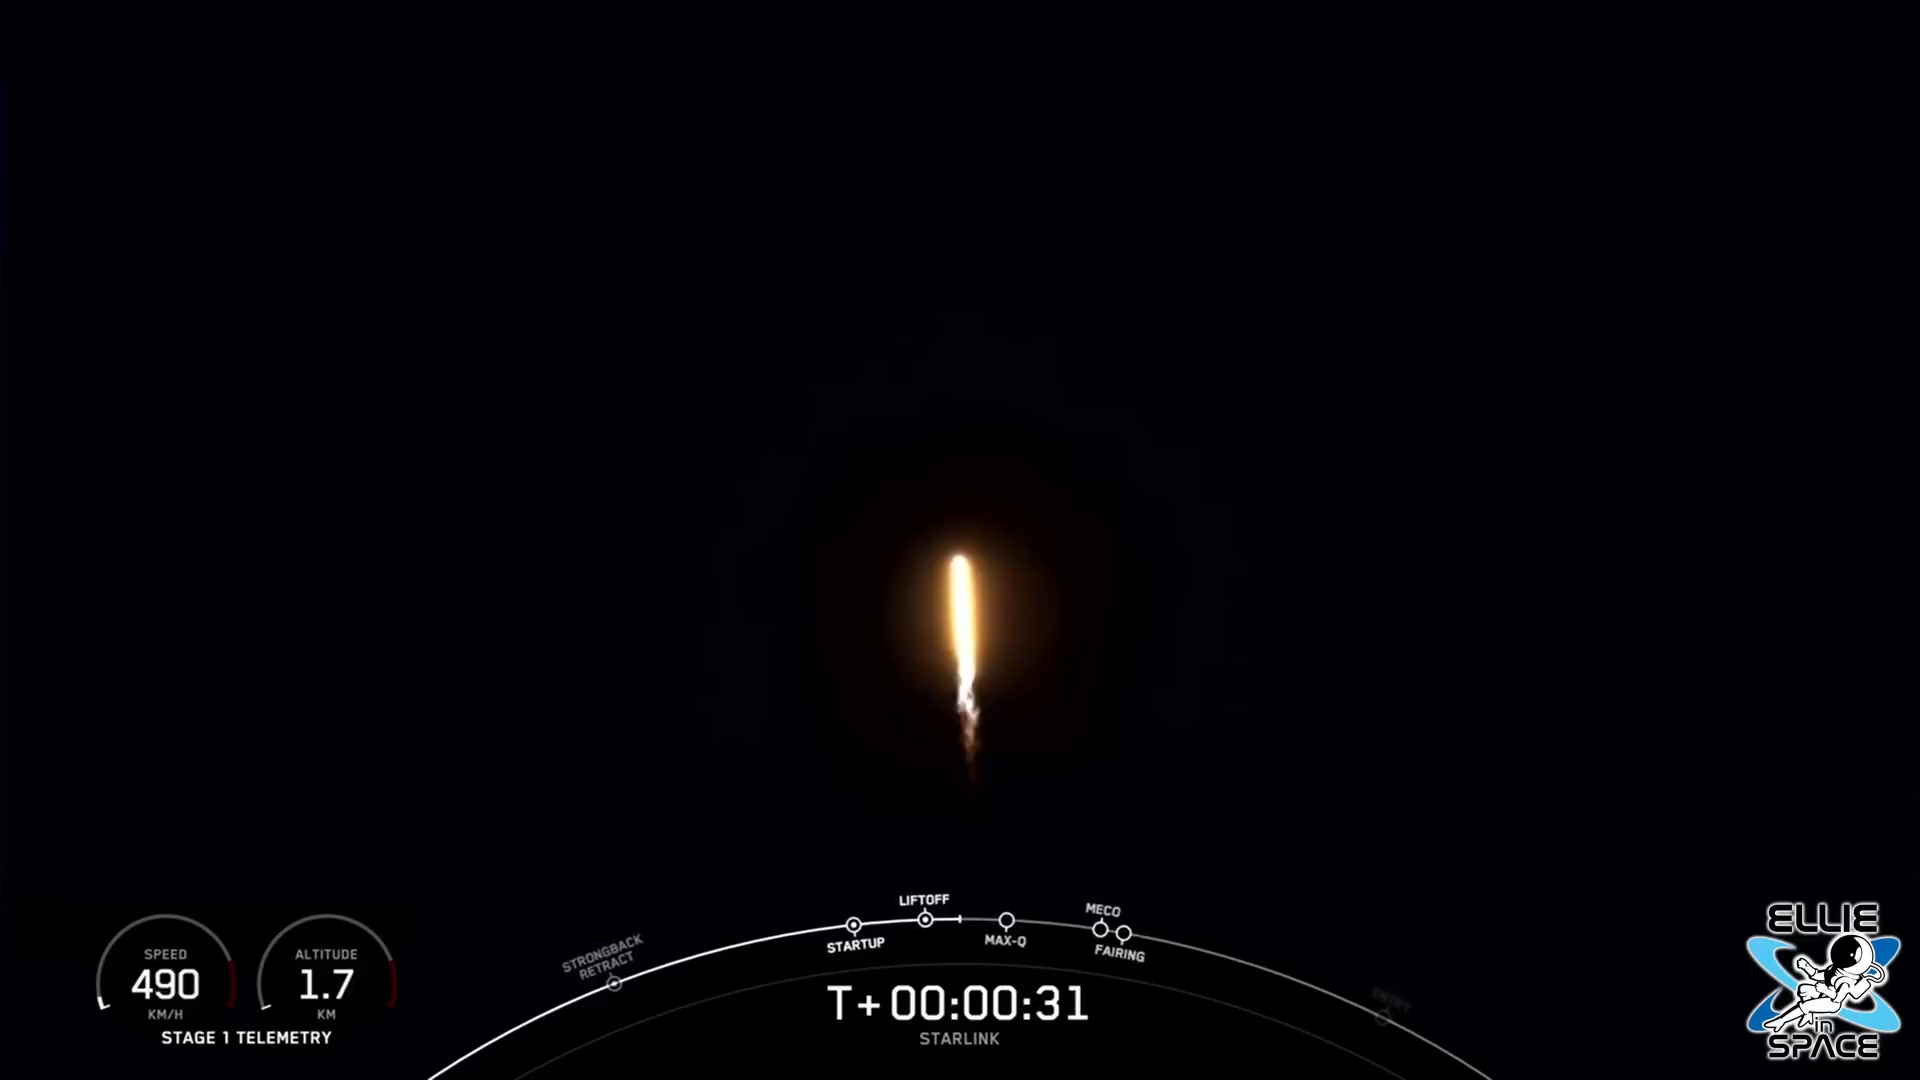 LIFTOFF
STARTUP
MAX-Q
MECO
FAIRING
STRONGBACK
RETRACT
ENTRY
SPEED
490
KM/H
ALTITUDE
1.7
KM
STAGE 1 TELEMETRY
T+00:00:31
STARLINK
ELLIE
in
SPACE